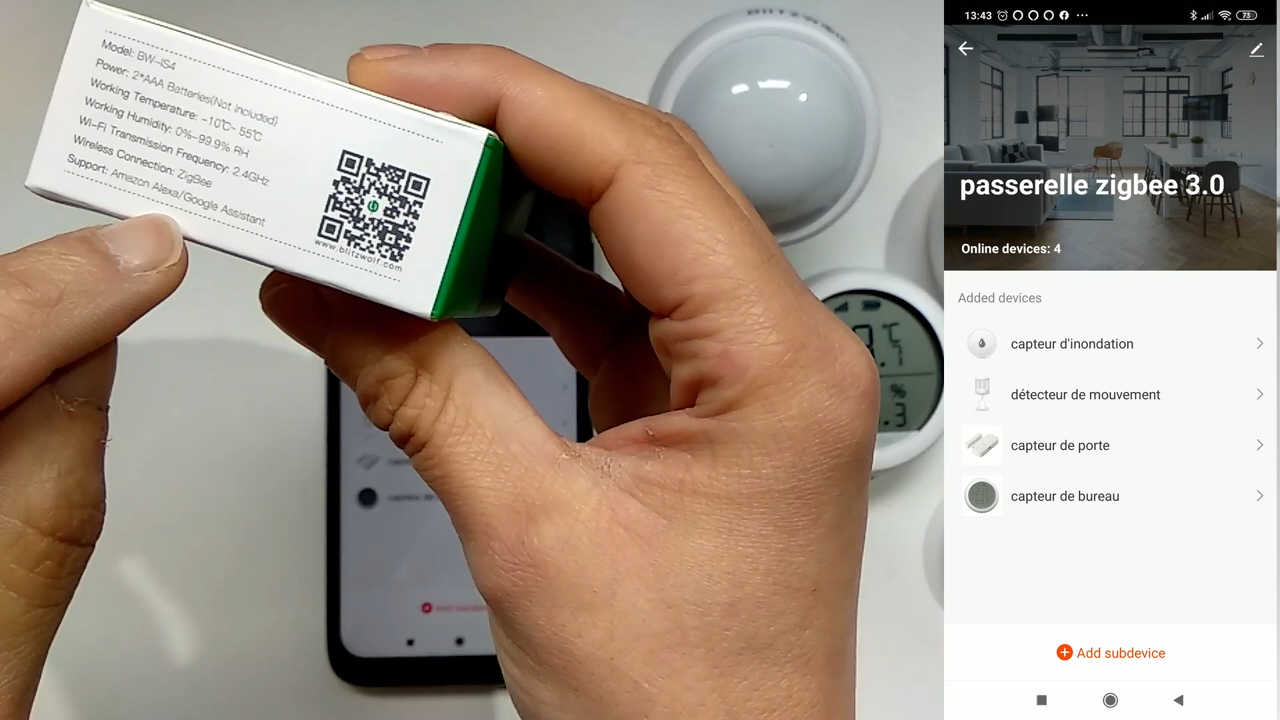 Model: BW-iS4
Power: 2*AAA Batteries(Not included)
Working Temperature: -10℃~ 55℃
Working Humidity: 0%-99.9% RH
Wi-Fi Transmission Frequency: 2.4GHz
Wireless Connection: ZigBee
Support: Amazon Alexa/Google Assistant
www.blitzwolf.com
BLITZWOLF
℃
%
.3
13:43
73
passerelle zigbee 3.0
Online devices: 4
Added devices
capteur d'inondation
détecteur de mouvement
capteur de porte
capteur de bureau
Add subdevice